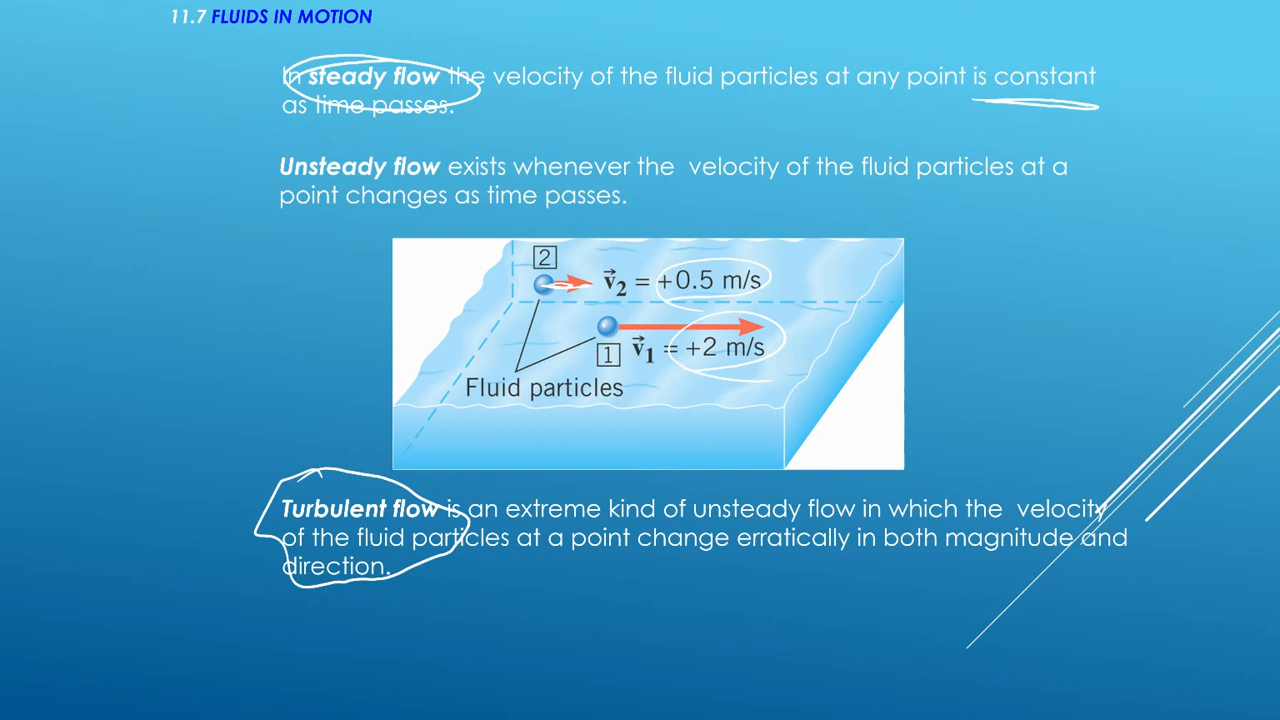 11.7 FLUIDS IN MOTION
In steady flow the velocity of the fluid particles at any point is constant
as time passes.
Unsteady flow exists whenever the velocity of the fluid particles at a
point changes as time passes.
2
v⃗2 = +0.5 m/s
1
v⃗1 = +2 m/s
Fluid particles
Turbulent flow is an extreme kind of unsteady flow in which the velocity
of the fluid particles at a point change erratically in both magnitude and
direction.